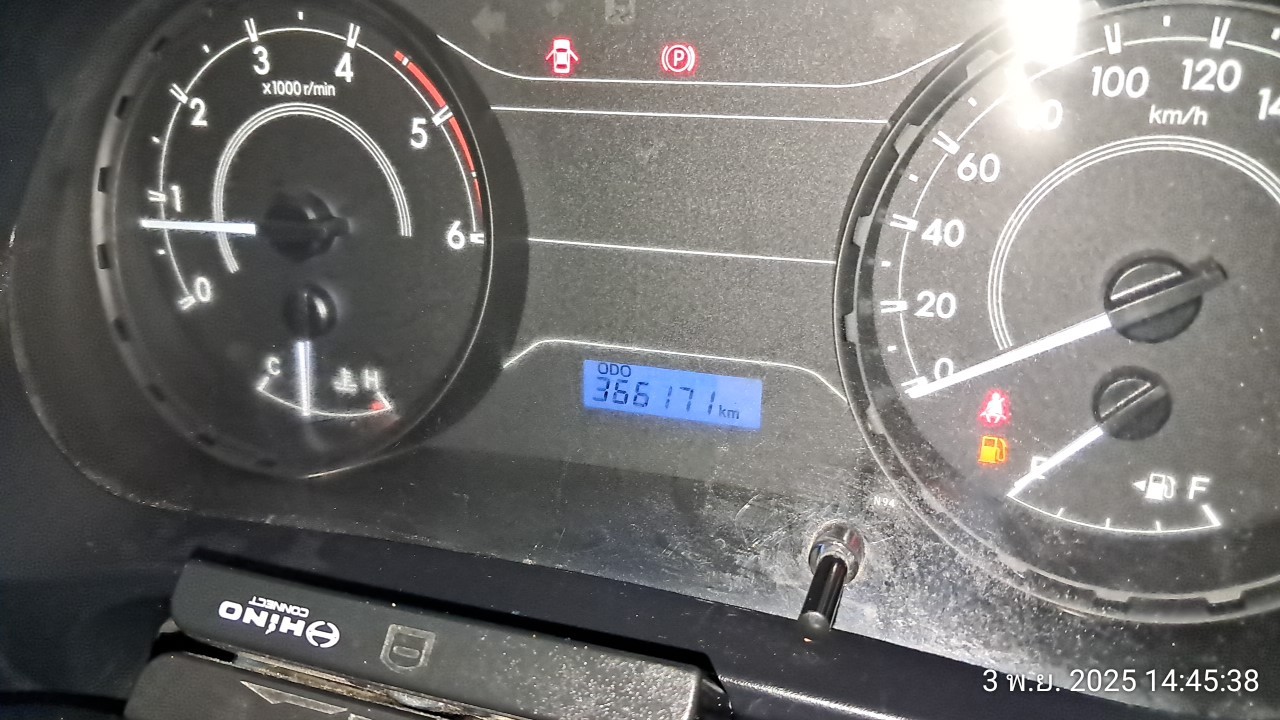 3
4
x1000 r/min
2
5
1
6
0
C
H
P
ODO
366171 km
100
120
km/h
60
40
20
0
F
N94
HINO
CONNECT
3 พ.ย. 2025 14:45:38